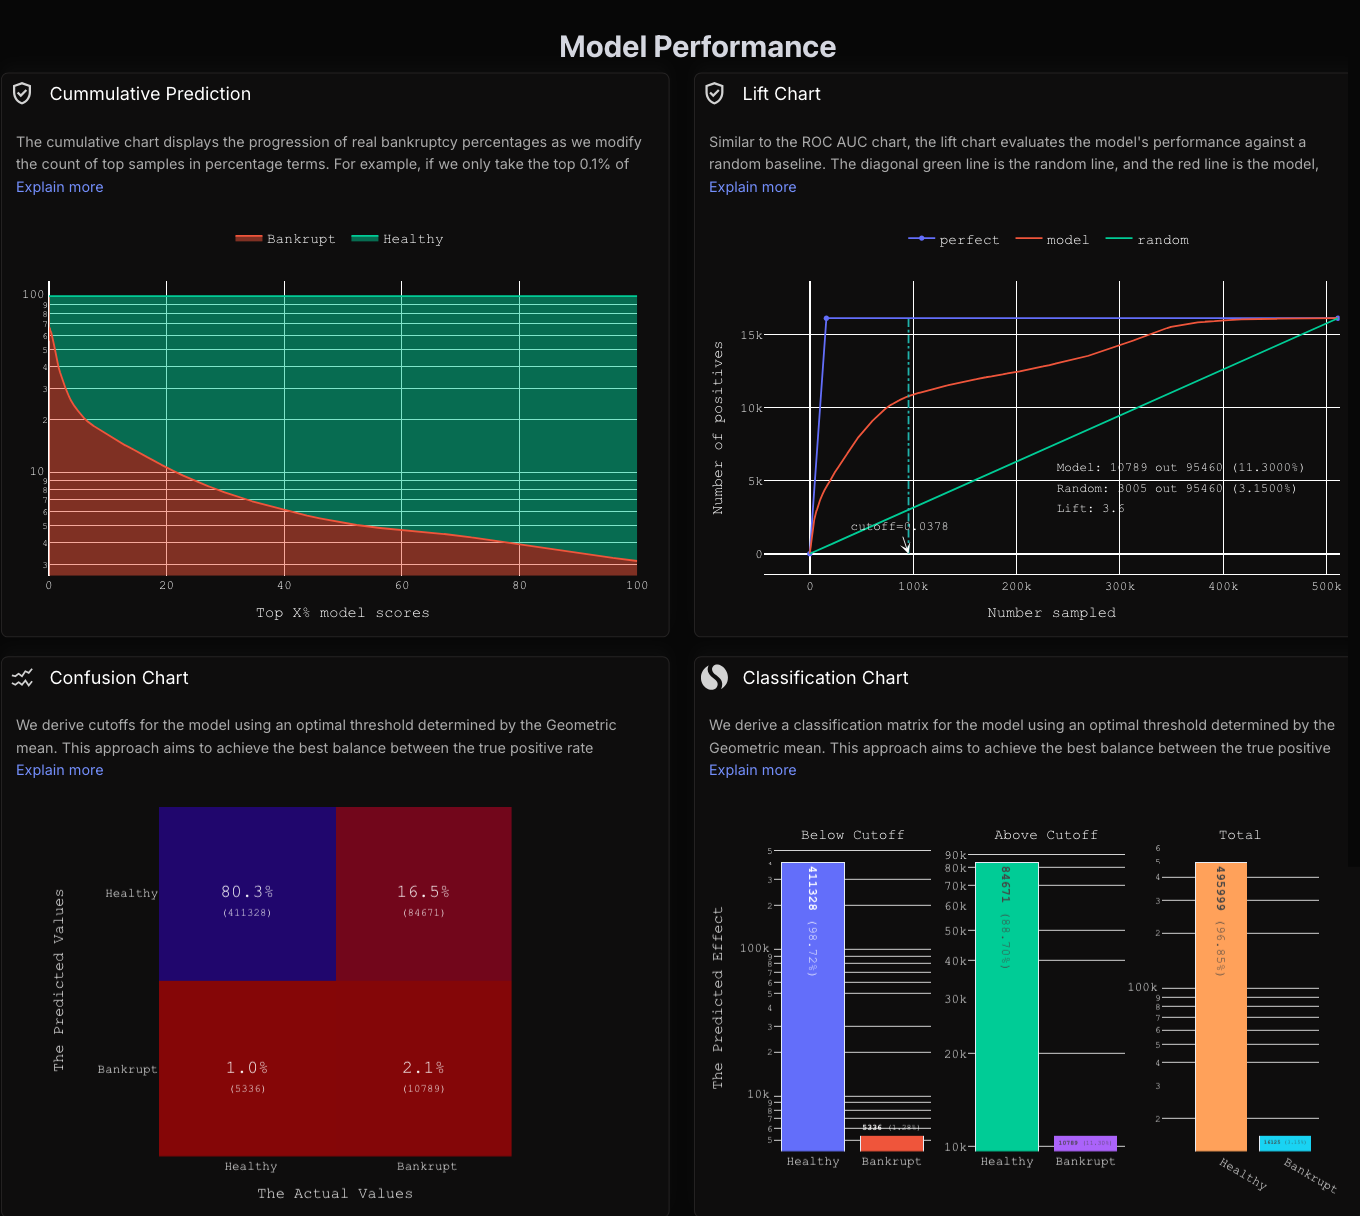 Model Performance
Cummulative Prediction
The cumulative chart displays the progression of real bankruptcy percentages as we modify
the count of top samples in percentage terms. For example, if we only take the top 0.1% of
Explain more
Bankrupt Healthy
100
9
8
7
6
5
4
3
2
10
9
8
7
6
5
4
3
0 20 40 60 80 100
Top X% model scores
Lift Chart
Similar to the ROC AUC chart, the lift chart evaluates the model's performance against a
random baseline. The diagonal green line is the random line, and the red line is the model,
Explain more
perfect model random
Number of positives
15k
10k
5k
0
Model: 10789 out 95460 (11.3000%)
Random: 3005 out 95460 (3.1500%)
Lift: 3.6
cutoff=0.0378
0 100k 200k 300k 400k 500k
Number sampled
Confusion Chart
We derive cutoffs for the model using an optimal threshold determined by the Geometric
mean. This approach aims to achieve the best balance between the true positive rate
Explain more
The Predicted Values
Healthy
80.3%
(411328)
16.5%
(84671)
Bankrupt
1.0%
(5336)
2.1%
(10789)
Healthy Bankrupt
The Actual Values
Classification Chart
We derive a classification matrix for the model using an optimal threshold determined by the
Geometric mean. This approach aims to achieve the best balance between the true positive
Explain more
The Predicted Effect
Below Cutoff
5
4
3
2
100k
9
8
7
6
5
4
3
2
10k
9
8
7
6
5
411328 (98.72%)
5336 (1.28%)
Healthy Bankrupt
Above Cutoff
90k
80k
70k
60k
50k
40k
30k
20k
10k
84671 (88.70%)
10789 (11.30%)
Healthy Bankrupt
Total
6
5
4
3
2
100k
9
8
7
6
5
4
3
2
495999 (96.85%)
16125 (3.15%)
Healthy Bankrupt